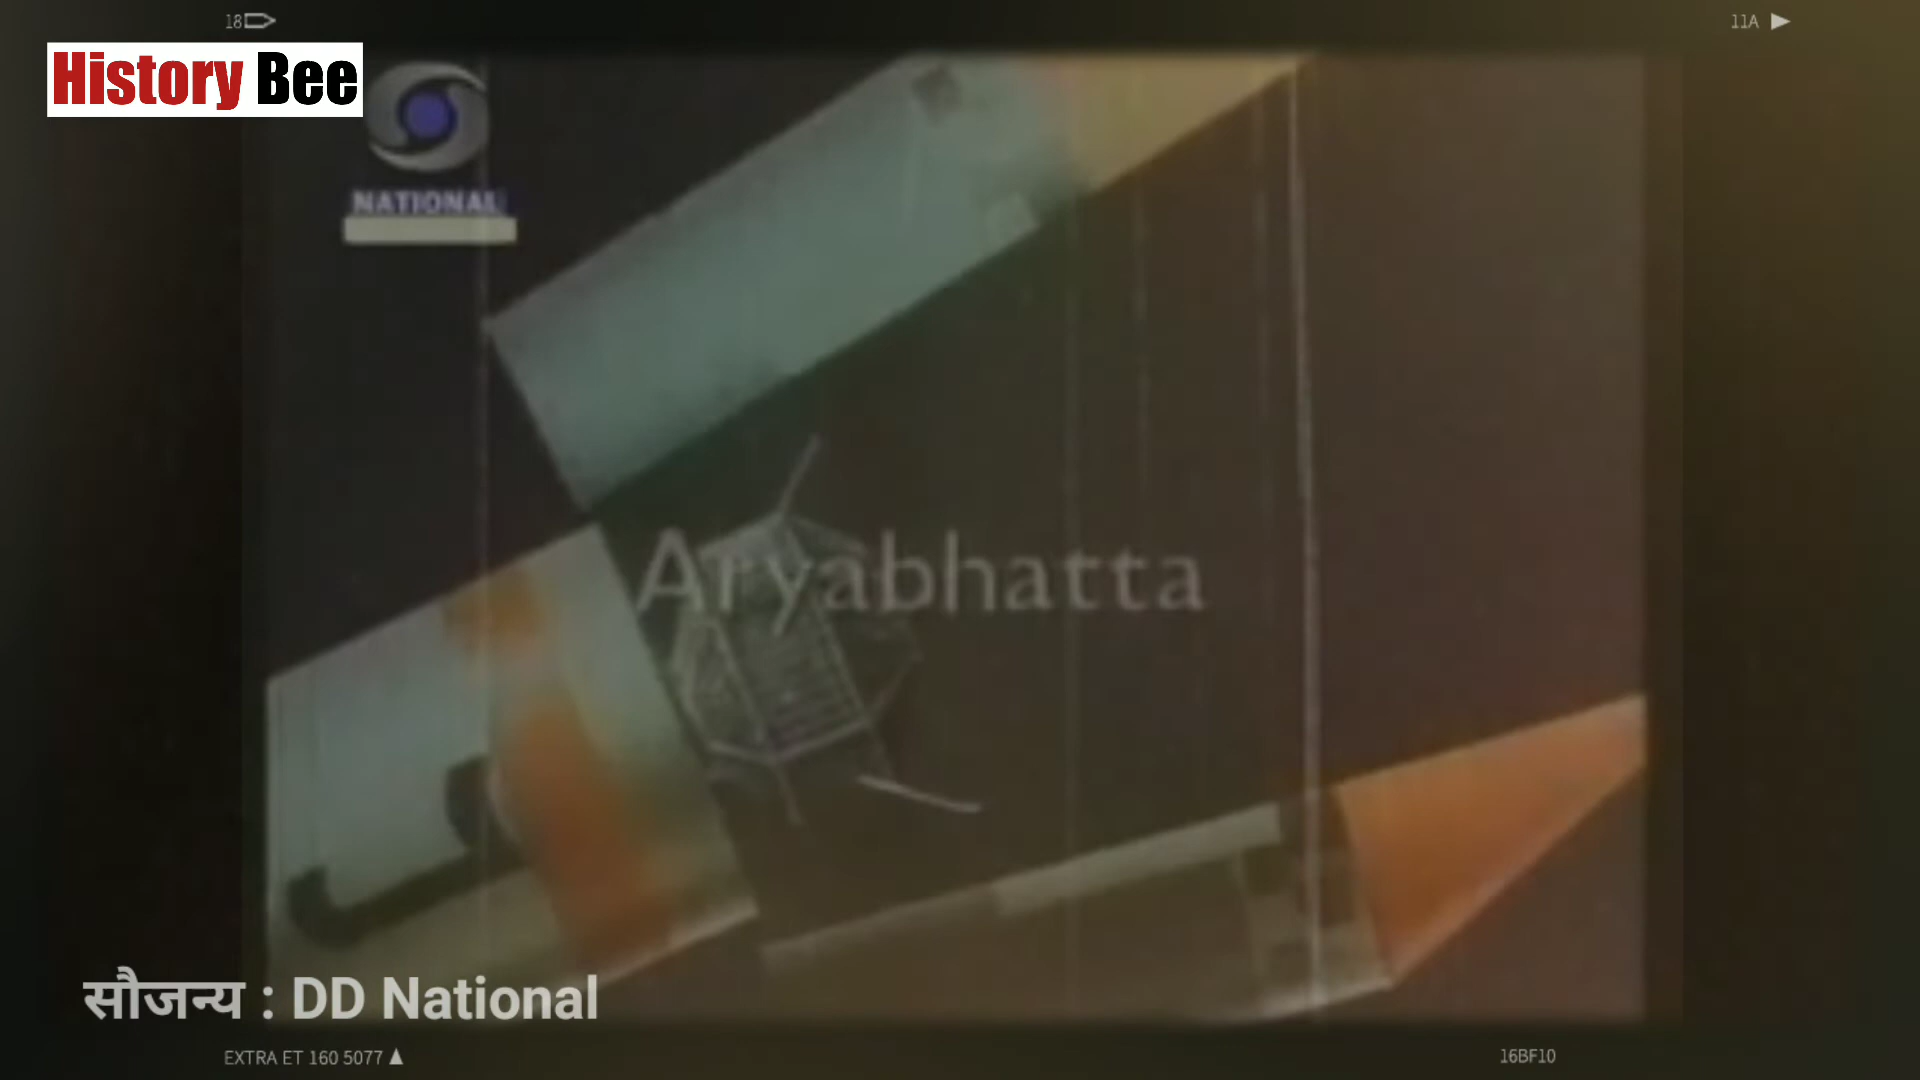 18
11A
History Bee
NATIONAL
Aryabhatta
सौजन्य : DD National
EXTRA ET 160 5077
16BF10